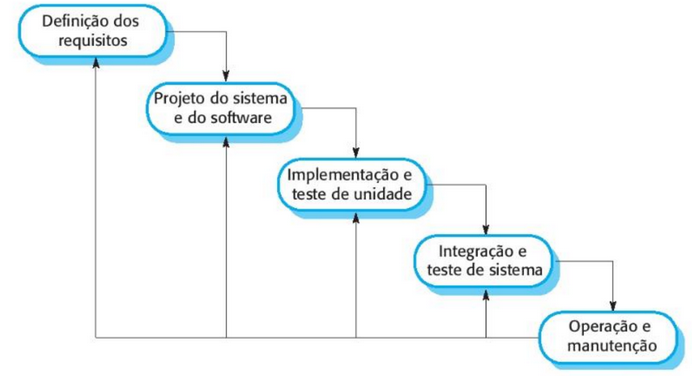 Definição dos
requisitos
Projeto do sistema
e do software
Implementação e
teste de unidade
Integração e
teste de sistema
Operação e
manutenção